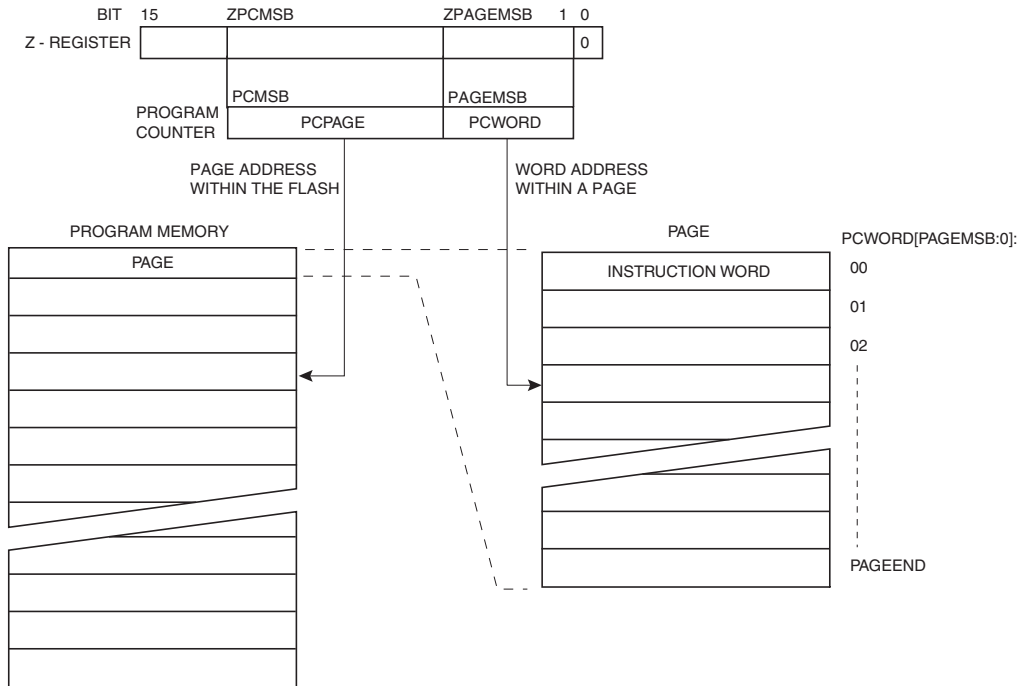 BIT 15 ZPCMSB ZPAGEMSB 1 0
Z - REGISTER 0
PCMSB PAGEMSB
PROGRAM
COUNTER
PCPAGE PCWORD
PAGE ADDRESS
WITHIN THE FLASH
WORD ADDRESS
WITHIN A PAGE
PROGRAM MEMORY
PAGE
PAGE
INSTRUCTION WORD
PCWORD[PAGEMSB:0]:
00
01
02
PAGEEND